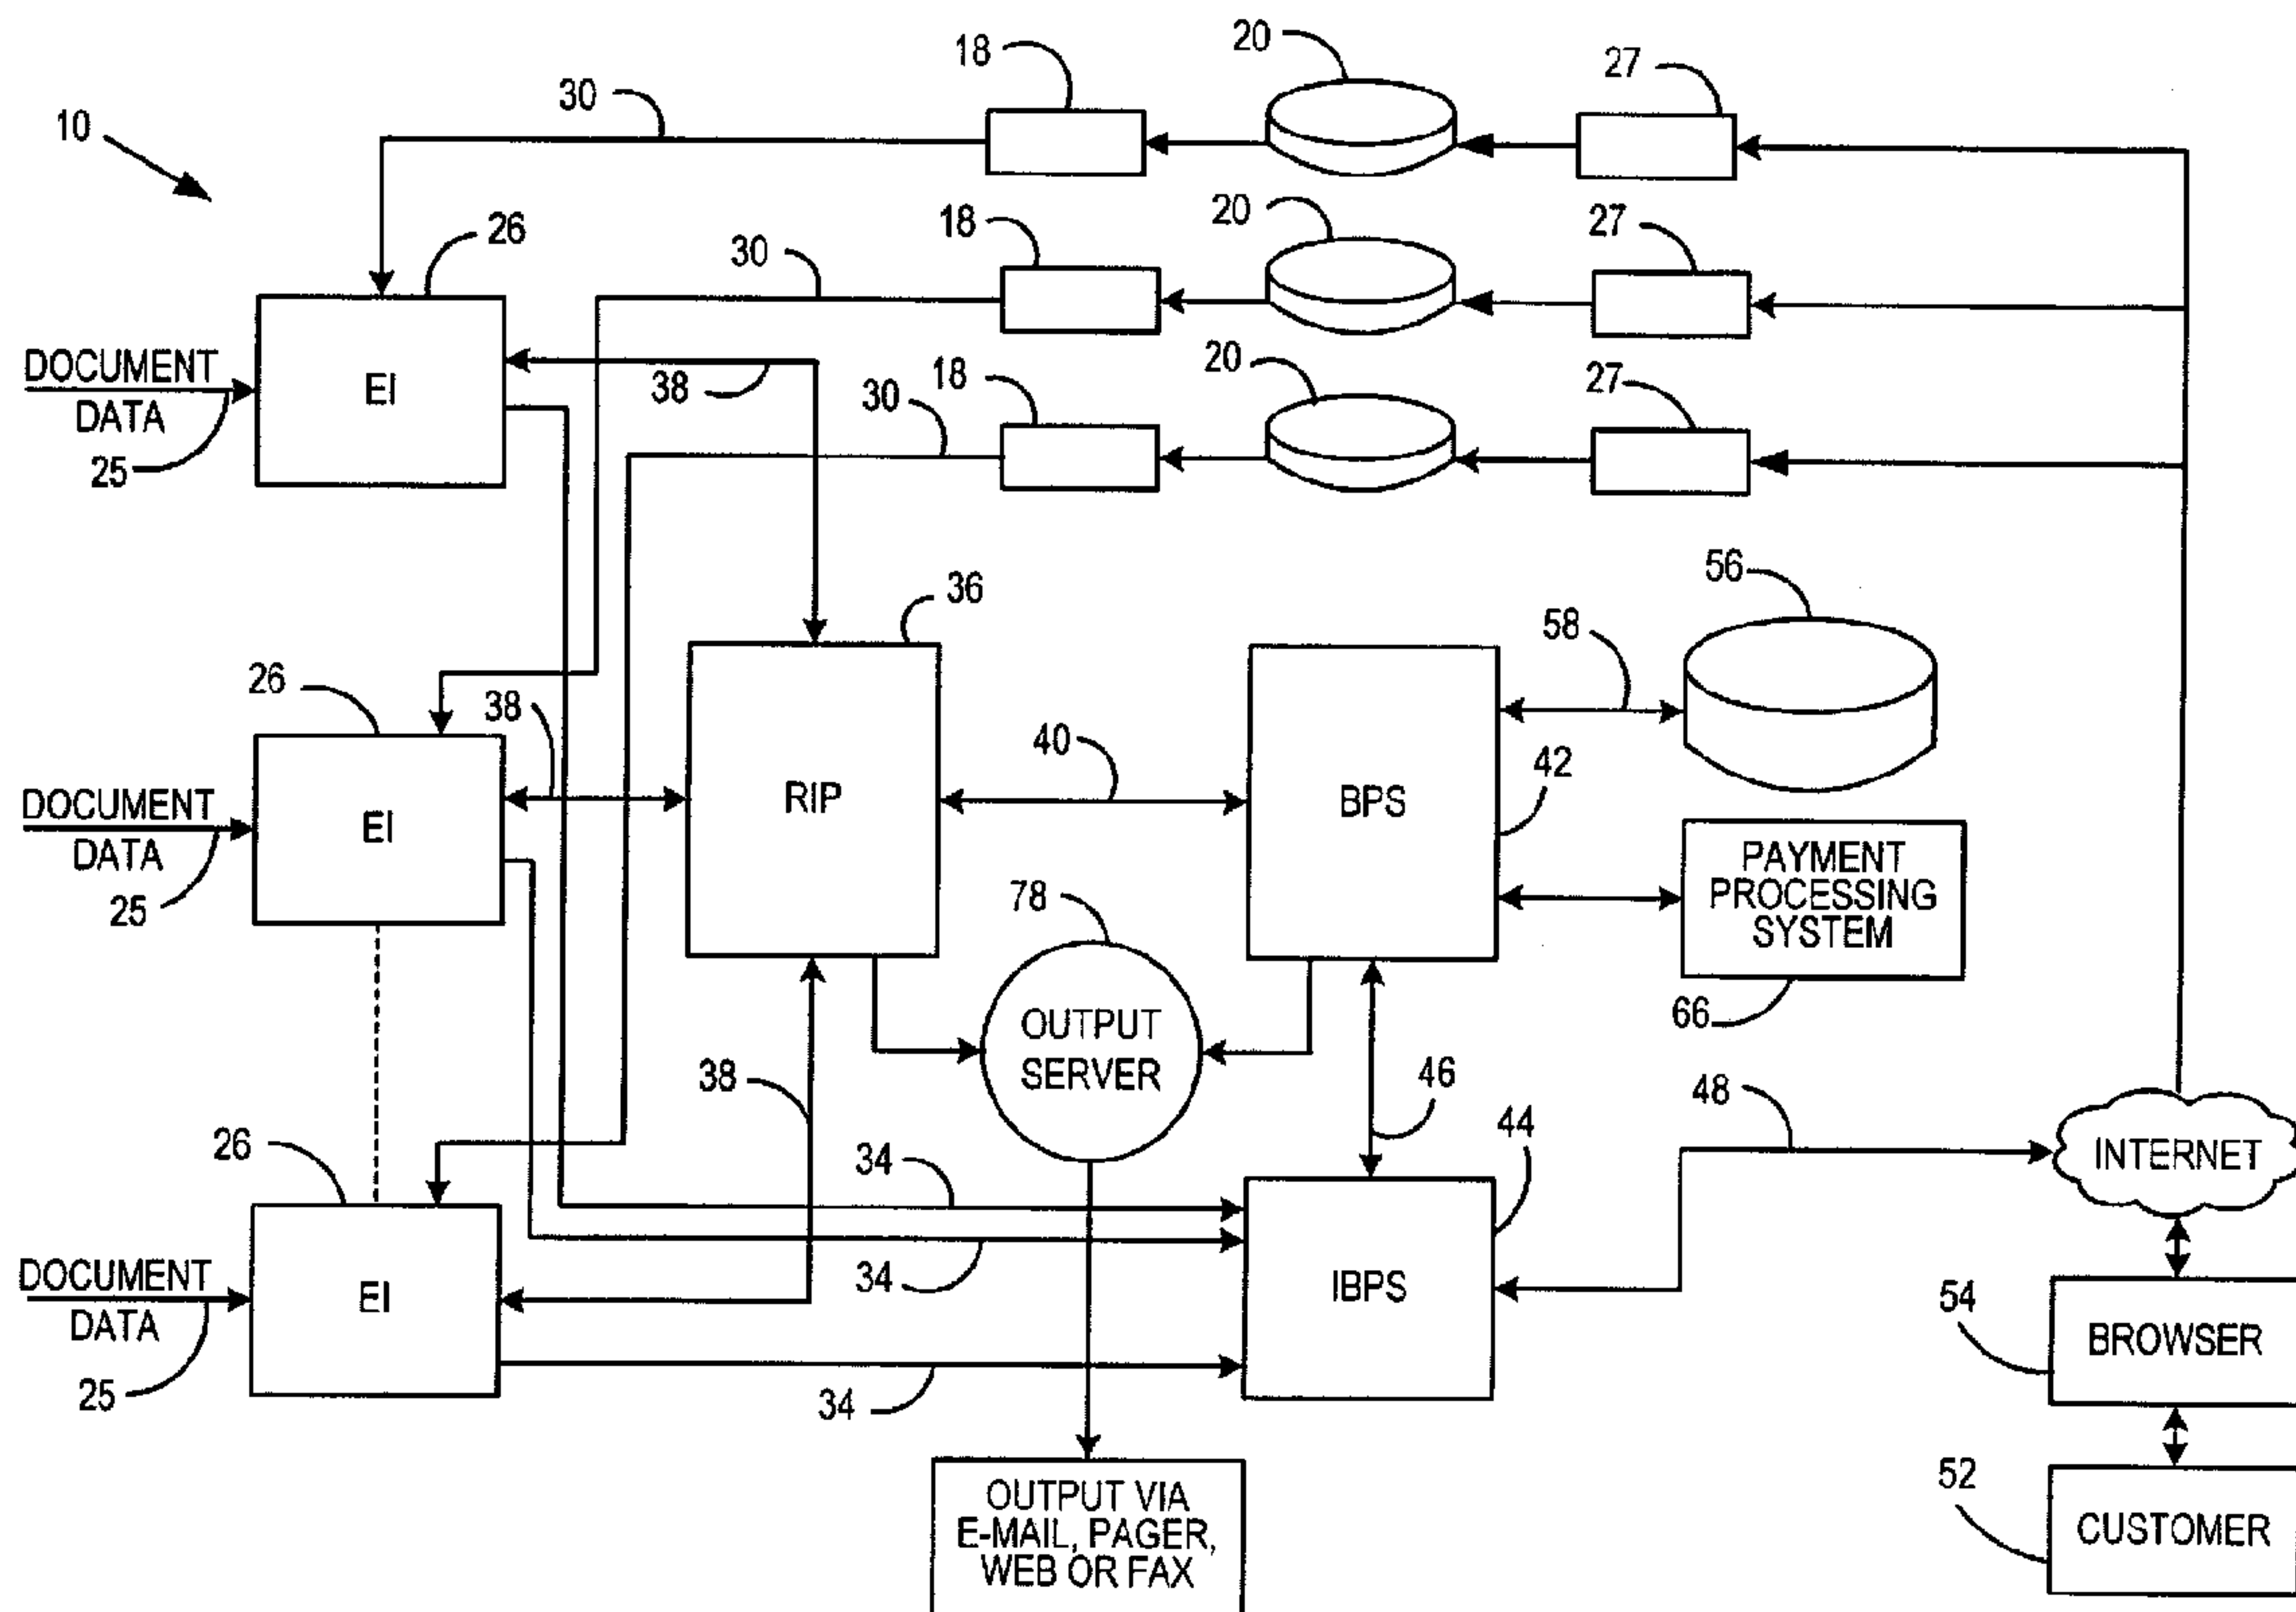 18
20
27
30
10
18
20
27
26
30
DOCUMENT
DATA
EI
38
18
20
27
30
25
56
36
58
26
38
40
42
DOCUMENT
DATA
EI
RIP
BPS
PAYMENT
PROCESSING
SYSTEM
25
78
66
OUTPUT
SERVER
38
46
48
44
26
34
INTERNET
DOCUMENT
DATA
EI
34
IBPS
54
BROWSER
25
34
OUTPUT VIA
E-MAIL, PAGER,
WEB OR FAX
52
CUSTOMER